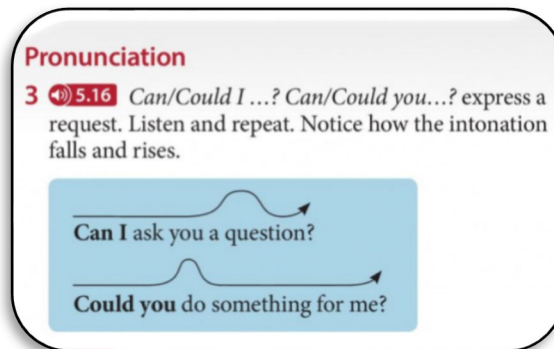 Pronunciation
3 5.16 Can/Could I …? Can/Could you…? express a
request. Listen and repeat. Notice how the intonation
falls and rises.
Can I ask you a question?
Could you do something for me?